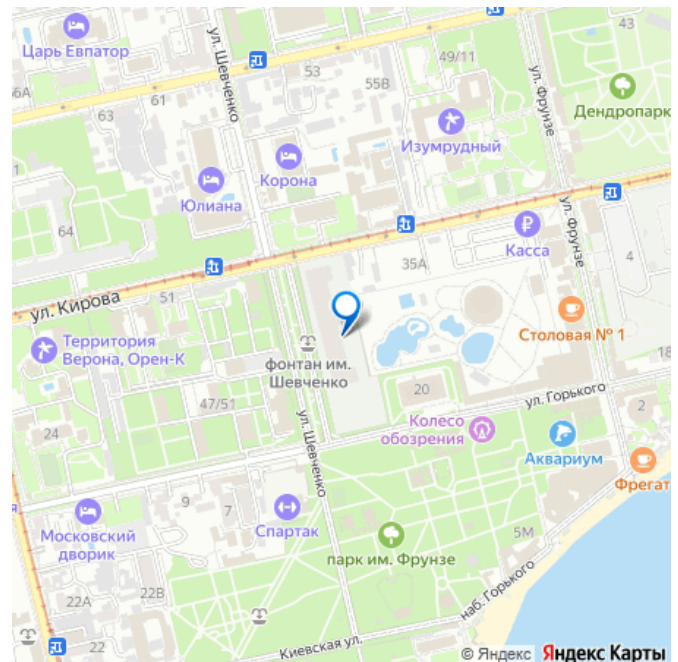 Царь Евпатор
ул. Шевченко
53
49/11
ул. Фрунзе
43
Дендропарк
55В
61
63
Изумрудный
Корона
Юлиана
64
ул. Фрунзе
Касса
35А
4
ул. Кирова
51
Столовая № 1
Территория
Верона, Орен-К
фонтан им.
Шевченко
20
ул. Горького
18
2
47/51
ул. Шевченко
Колесо
обозрения
Аквариум
24
Фрегат
9
7
Московский
дворик
Спартак
5М
парк им. Фрунзе
наб. Горького
22А
22В
22
Киевская ул.
© Яндекс Яндекс Карты